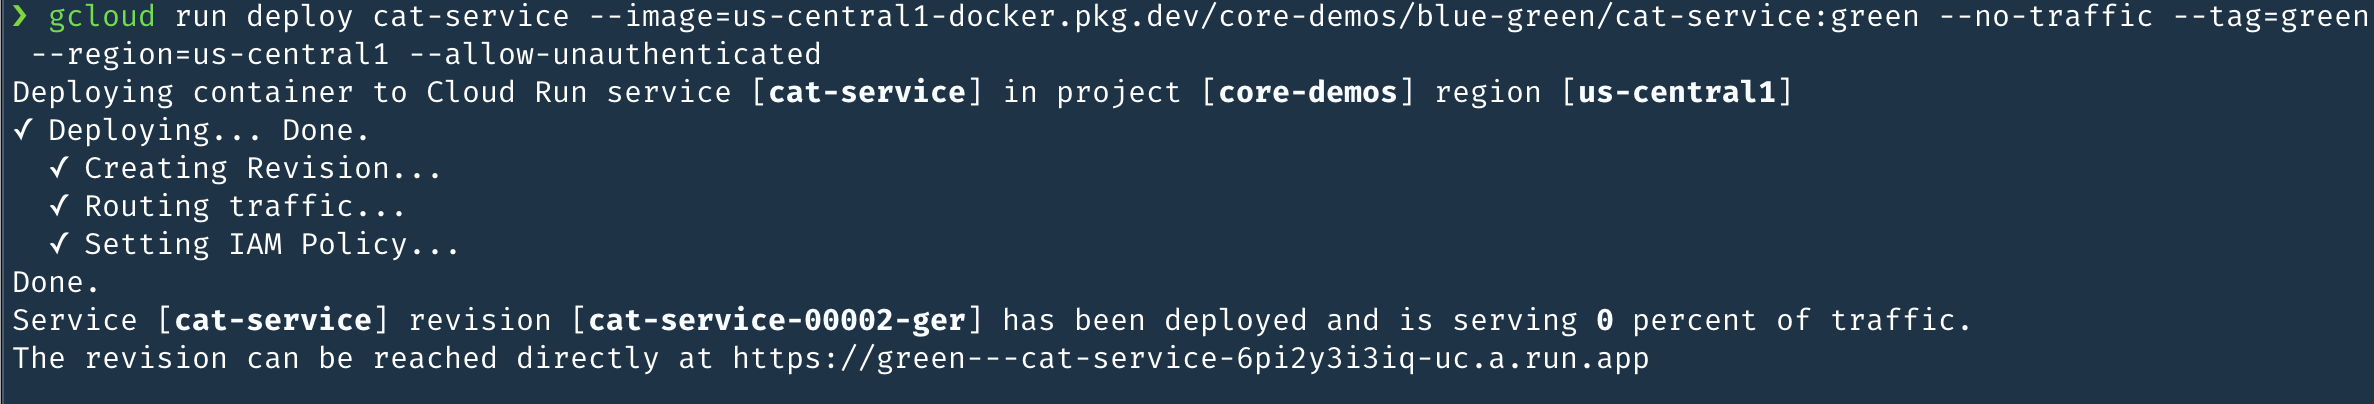 ❯ gcloud run deploy cat-service --image=us-central1-docker.pkg.dev/core-demos/blue-green/cat-service:green --no-traffic --tag=green
--region=us-central1 --allow-unauthenticated
Deploying container to Cloud Run service [cat-service] in project [core-demos] region [us-central1]
✓ Deploying... Done.
✓ Creating Revision...
✓ Routing traffic...
✓ Setting IAM Policy...
Done.
Service [cat-service] revision [cat-service-00002-ger] has been deployed and is serving 0 percent of traffic.
The revision can be reached directly at https://green---cat-service-6pi2y3i3iq-uc.a.run.app